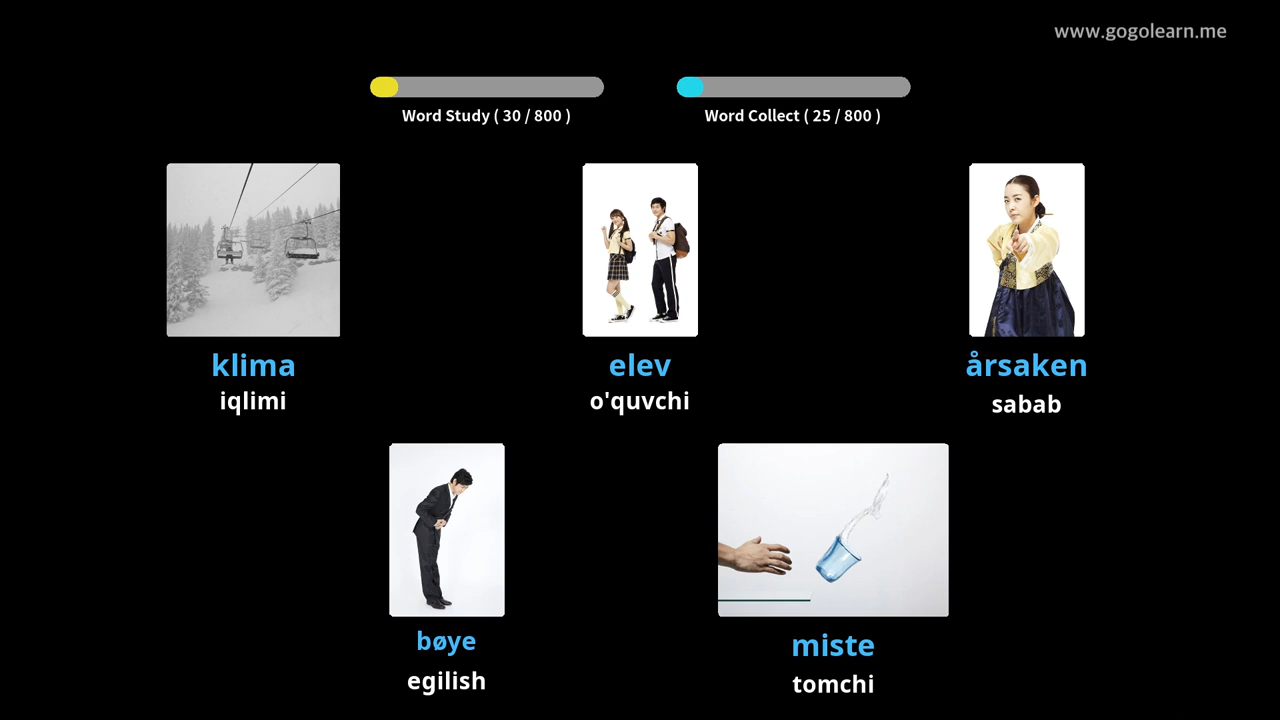 www.gogolearn.me
Word Study ( 30 / 800 )
Word Collect ( 25 / 800 )
klima
iqlimi
elev
o'quvchi
årsaken
sabab
bøye
egilish
miste
tomchi